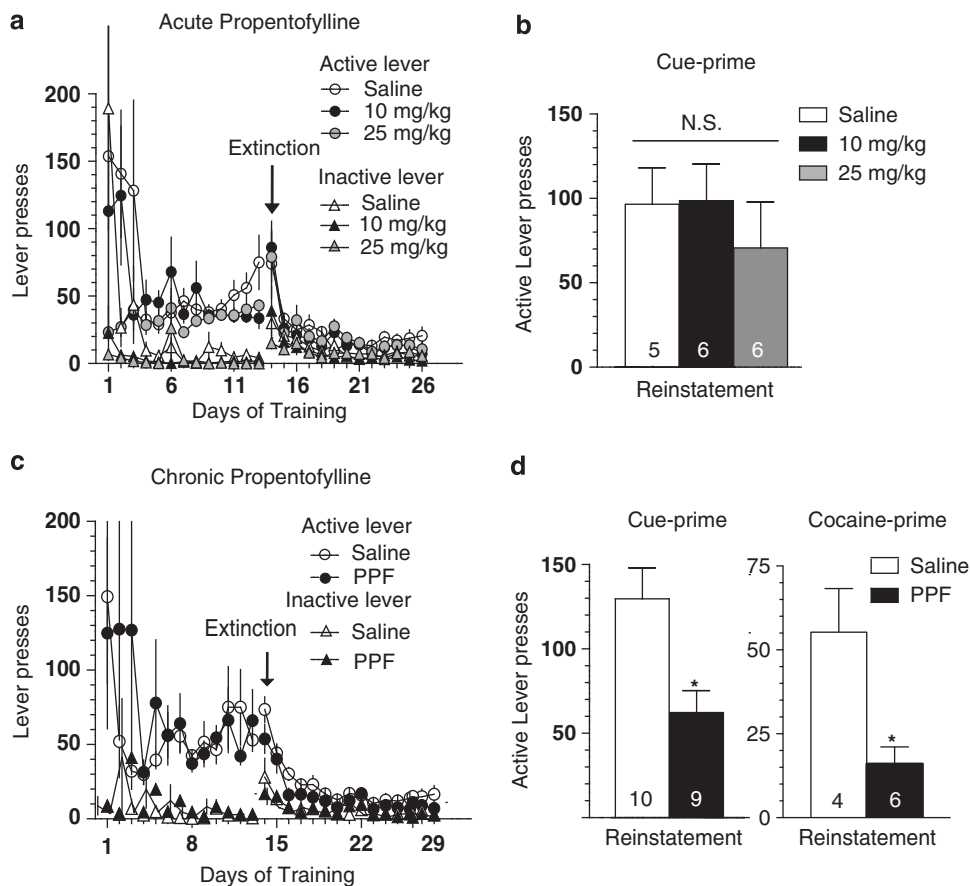 a
Acute Propentofylline
Active lever
Saline
10 mg/kg
25 mg/kg
Inactive lever
Saline
10 mg/kg
25 mg/kg
Extinction
Lever presses
200
150
100
50
0
1
6
11
16
21
26
Days of Training
b
Cue-prime
Saline
10 mg/kg
25 mg/kg
N.S.
Active Lever presses
150
100
50
0
5
6
6
Reinstatement
c
Chronic Propentofylline
Active lever
Saline
PPF
Inactive lever
Saline
PPF
Extinction
Lever presses
200
150
100
50
0
1
8
15
22
29
Days of Training
d
Cue-prime
Active Lever presses
150
100
50
0
*
10
9
Reinstatement
Cocaine-prime
Saline
PPF
75
50
25
0
*
4
6
Reinstatement